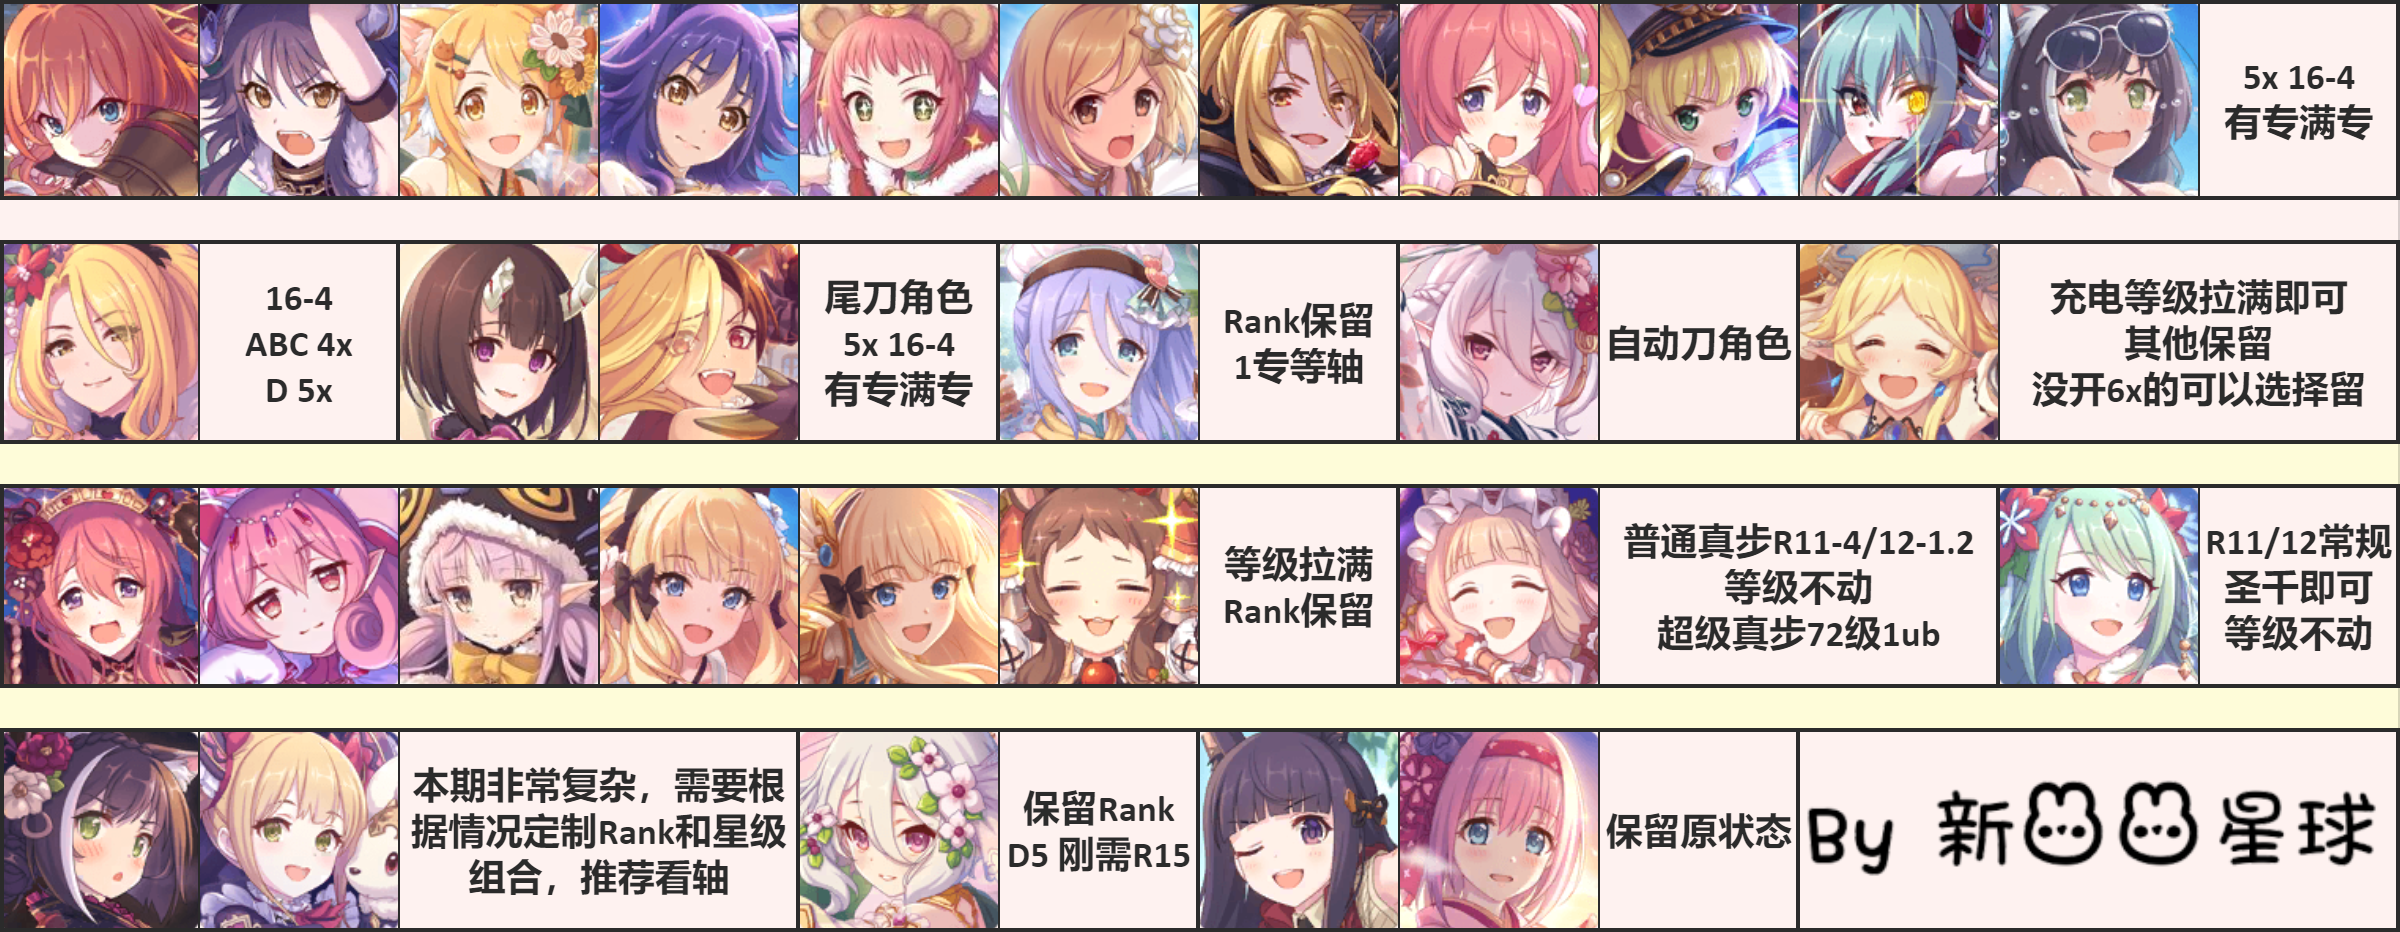 5x 16-4
有专满专
16-4
ABC 4x
D 5x
尾刀角色
5x 16-4
有专满专
Rank保留
1专等轴
自动刀角色
充电等级拉满即可
其他保留
没开6x的可以选择留
等级拉满
Rank保留
普通真步R11-4/12-1.2
等级不动
超级真步72级1ub
R11/12常规
圣千即可
等级不动
本期非常复杂，需要根
据情况定制Rank和星级
组合，推荐看轴
保留Rank
D5 刚需R15
保留原状态
By 新 星球